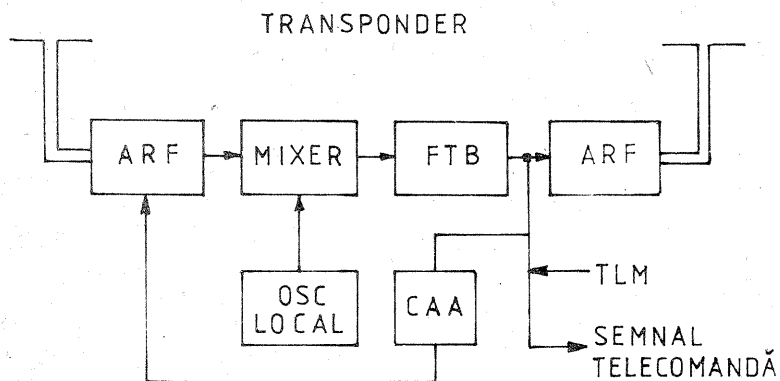 TRANSPONDER
ARF
MIXER
FTB
ARF
OSC
LOCAL
CAA
TLM
SEMNAL
TELECOMANDĂ